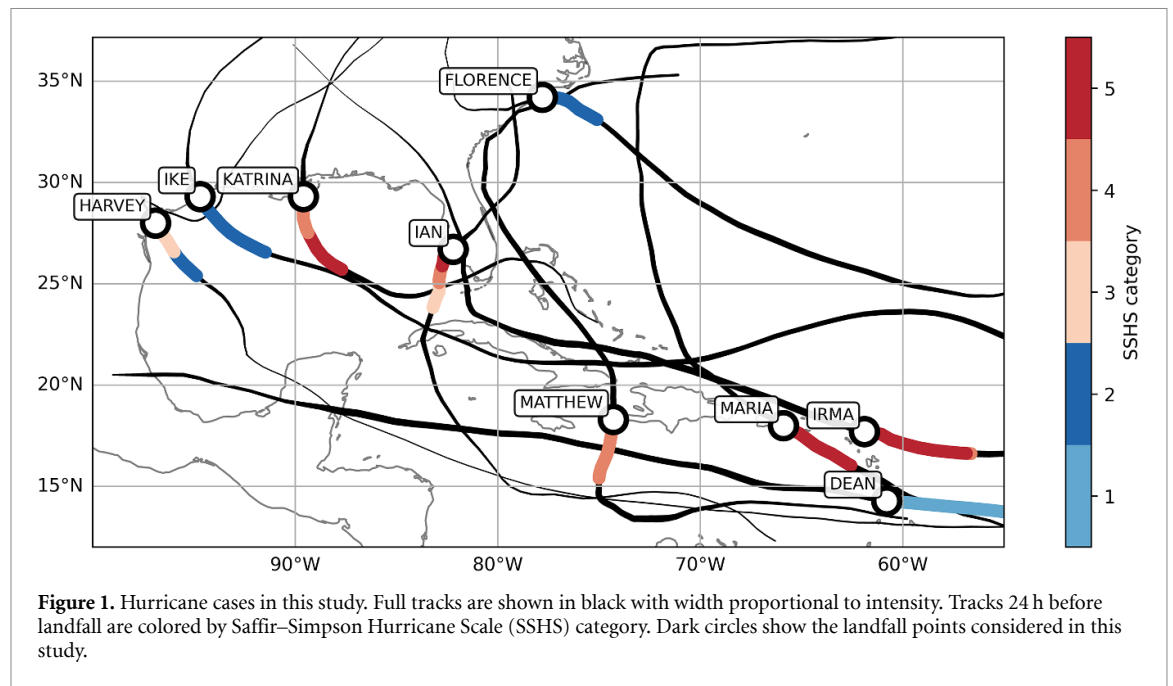 35°N
30°N
25°N
20°N
15°N
90°W
80°W
70°W
60°W
FLORENCE
IKE
KATRINA
HARVEY
IAN
MATTHEW
MARIA
IRMA
DEAN
5
4
3
2
1
SSHS category
Figure 1. Hurricane cases in this study. Full tracks are shown in black with width proportional to intensity. Tracks 24 h before
landfall are colored by Saffir–Simpson Hurricane Scale (SSHS) category. Dark circles show the landfall points considered in this
study.